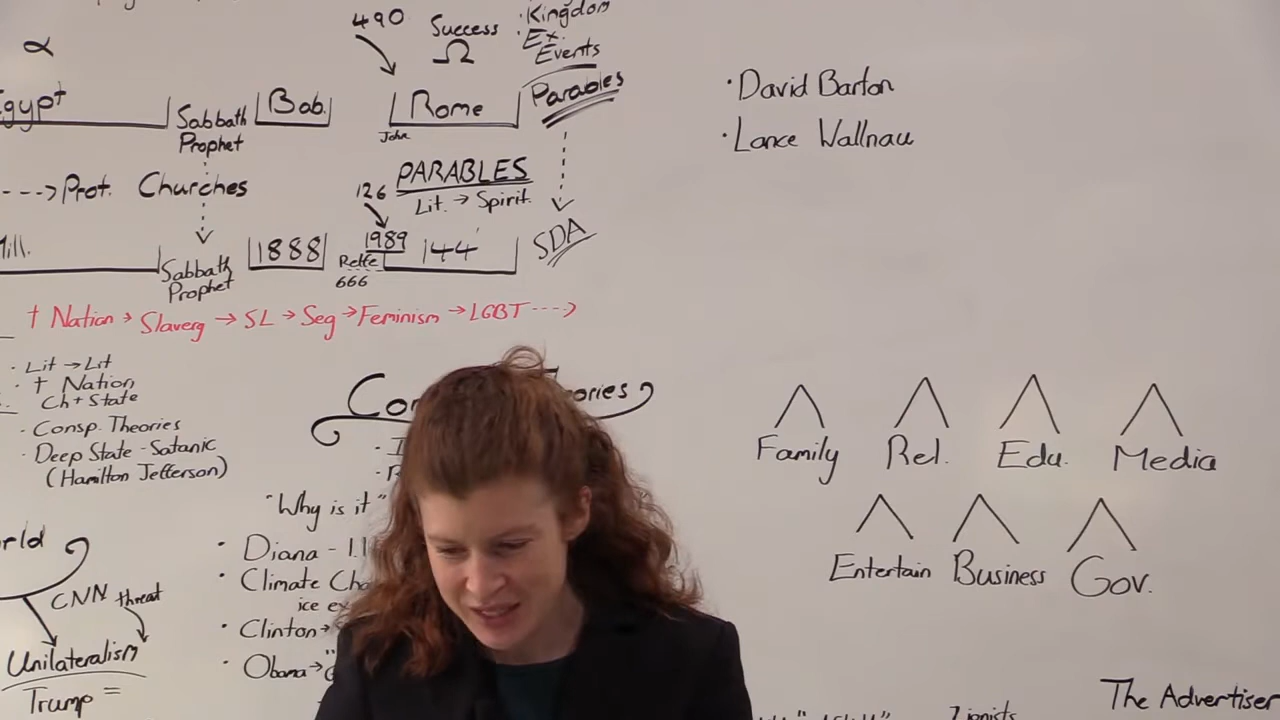 490
Success
· Kingdom
α
Ω
· Ex.
Events
Egypt
Sabbath
Prophet
Bab.
Rome
Parables
John
· David Barton
· Lance Wallnau
---> Prot. Churches
126
PARABLES
Lit. → Spirit.
Mill.
Sabbath
Prophet
1888
1989
144
SDA
666
† Nation → Slavery → SL → Seg → Feminism → LGBT ---->
· Lit → Lit
· † Nation
Ch + State
· Consp. Theories
· Deep State - Satanic
(Hamilton Jefferson)
"Why is it"
· Diana -
· Climate
ice
· Clinton →
· Obama →
CNN threat
Unilateralism
Trump =
Family Rel. Edu. Media
Entertain Business Gov.
The Advertiser
Zionists